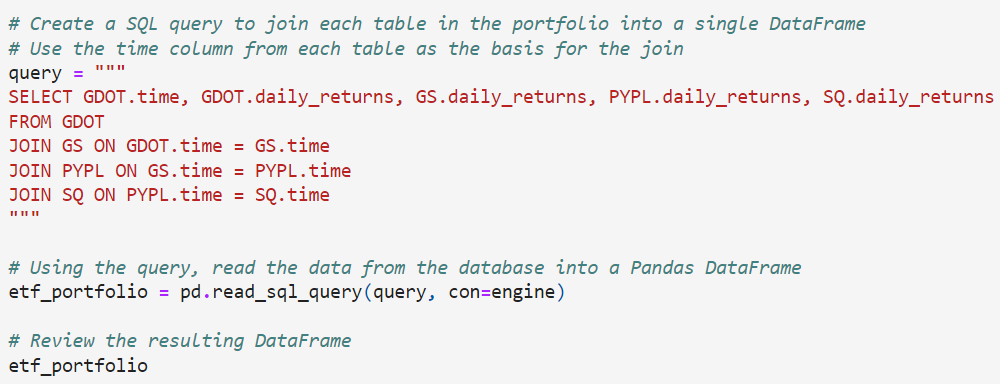 # Create a SQL query to join each table in the portfolio into a single DataFrame
# Use the time column from each table as the basis for the join
query = """
SELECT GDOT.time, GDOT.daily_returns, GS.daily_returns, PYPL.daily_returns, SQ.daily_returns
FROM GDOT
JOIN GS ON GDOT.time = GS.time
JOIN PYPL ON GS.time = PYPL.time
JOIN SQ ON PYPL.time = SQ.time
"""
# Using the query, read the data from the database into a Pandas DataFrame
etf_portfolio = pd.read_sql_query(query, con=engine)
# Review the resulting DataFrame
etf_portfolio